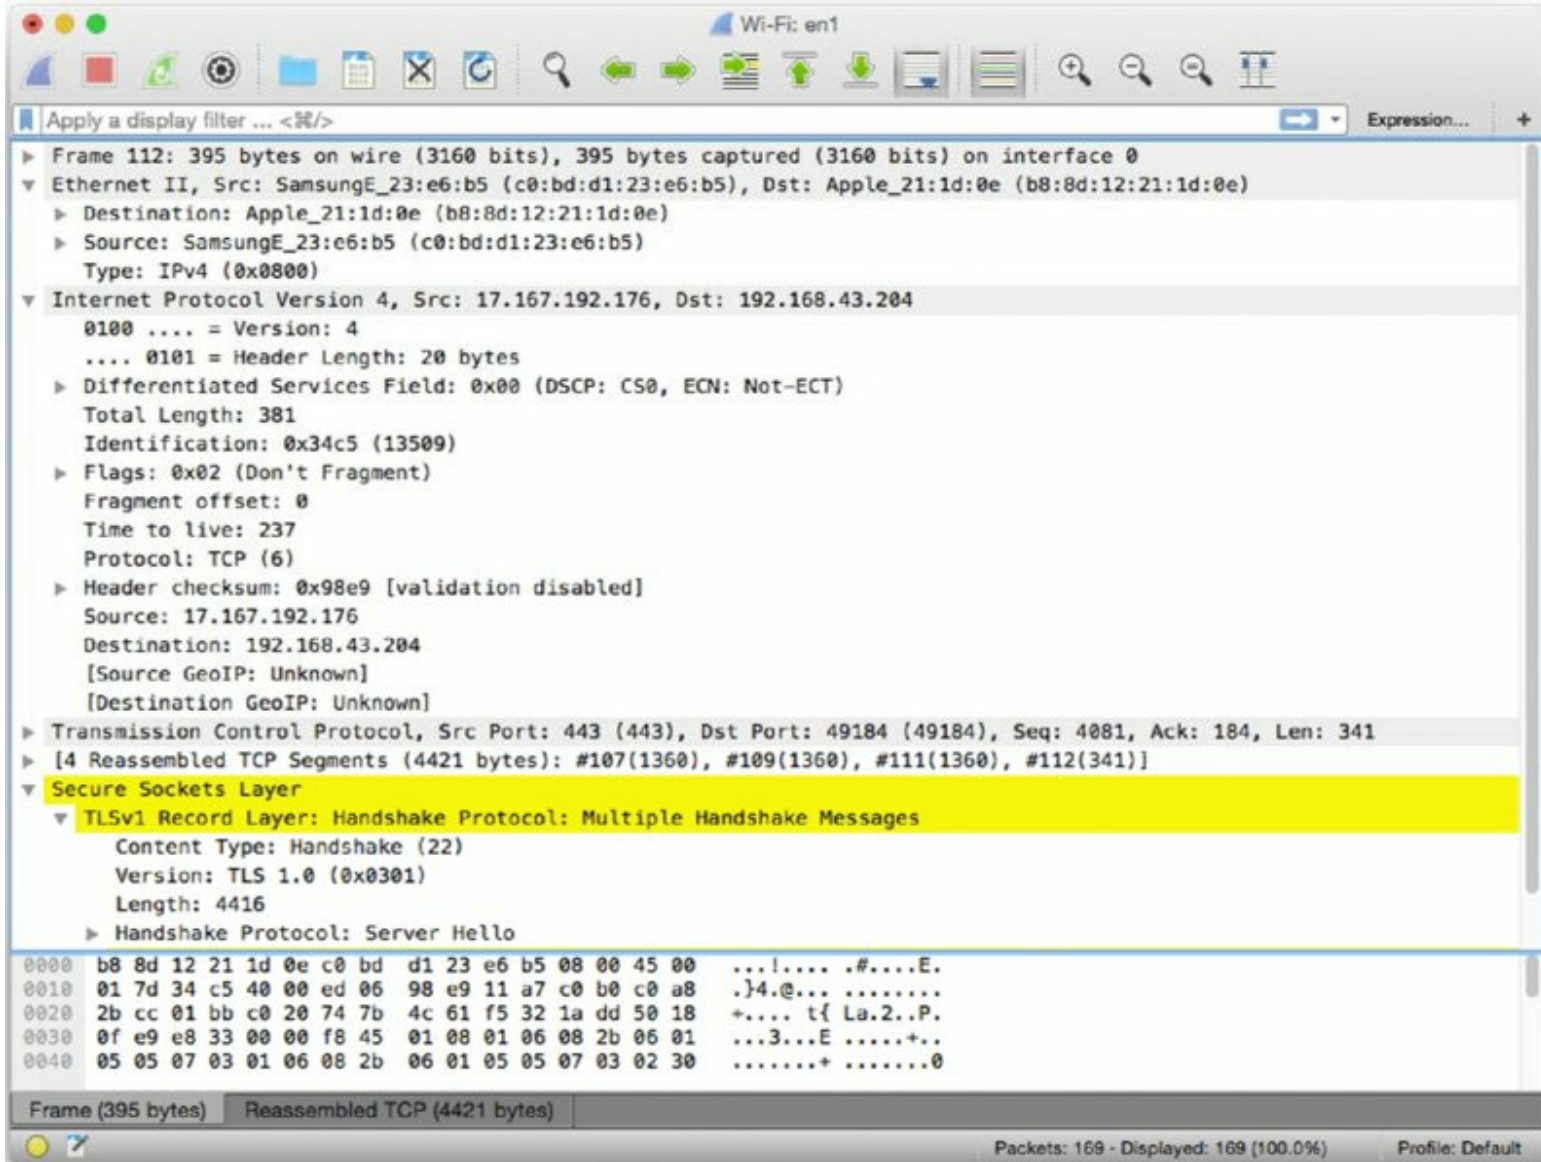 Wi-Fi: en1
Apply a display filter ... <⌘/>
Expression...
+
Frame 112: 395 bytes on wire (3160 bits), 395 bytes captured (3160 bits) on interface 0
Ethernet II, Src: SamsungE_23:e6:b5 (c0:bd:d1:23:e6:b5), Dst: Apple_21:1d:0e (b8:8d:12:21:1d:0e)
Destination: Apple_21:1d:0e (b8:8d:12:21:1d:0e)
Source: SamsungE_23:e6:b5 (c0:bd:d1:23:e6:b5)
Type: IPv4 (0x0800)
Internet Protocol Version 4, Src: 17.167.192.176, Dst: 192.168.43.204
0100 .... = Version: 4
.... 0101 = Header Length: 20 bytes
Differentiated Services Field: 0x00 (DSCP: CS0, ECN: Not-ECT)
Total Length: 381
Identification: 0x34c5 (13509)
Flags: 0x02 (Don't Fragment)
Fragment offset: 0
Time to live: 237
Protocol: TCP (6)
Header checksum: 0x98e9 [validation disabled]
Source: 17.167.192.176
Destination: 192.168.43.204
[Source GeoIP: Unknown]
[Destination GeoIP: Unknown]
Transmission Control Protocol, Src Port: 443 (443), Dst Port: 49184 (49184), Seq: 4081, Ack: 184, Len: 341
[4 Reassembled TCP Segments (4421 bytes): #107(1360), #109(1360), #111(1360), #112(341)]
Secure Sockets Layer
TLSv1 Record Layer: Handshake Protocol: Multiple Handshake Messages
Content Type: Handshake (22)
Version: TLS 1.0 (0x0301)
Length: 4416
Handshake Protocol: Server Hello
0000 b8 8d 12 21 1d 0e c0 bd d1 23 e6 b5 08 00 45 00 ...!.... .#....E.
0010 01 7d 34 c5 40 00 ed 06 98 e9 11 a7 c0 b0 c0 a8 .}4.@... ........
0020 2b cc 01 bb c0 20 74 7b 4c 61 f5 32 1a dd 50 18 +.... t{ La.2..P.
0030 0f e9 e8 33 00 00 f8 45 01 08 01 06 08 2b 06 01 ...3...E .....+..
0040 05 05 07 03 01 06 08 2b 06 01 05 05 07 03 02 30 .......+ .......0
Frame (395 bytes) Reassembled TCP (4421 bytes)
Packets: 169 · Displayed: 169 (100.0%) Profile: Default